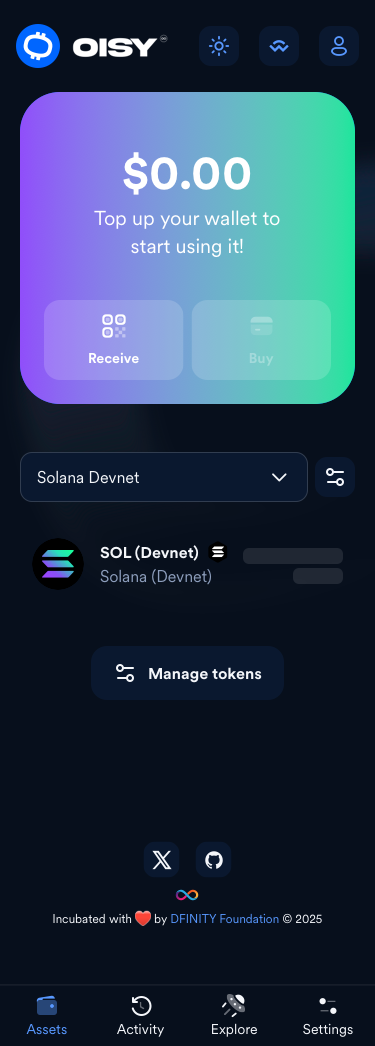 OISY
$0.00
Top up your wallet to
start using it!
Receive
Buy
Solana Devnet
SOL (Devnet)
Solana (Devnet)
Manage tokens
Incubated with ❤️ by DFINITY Foundation © 2025
Assets
Activity
Explore
Settings